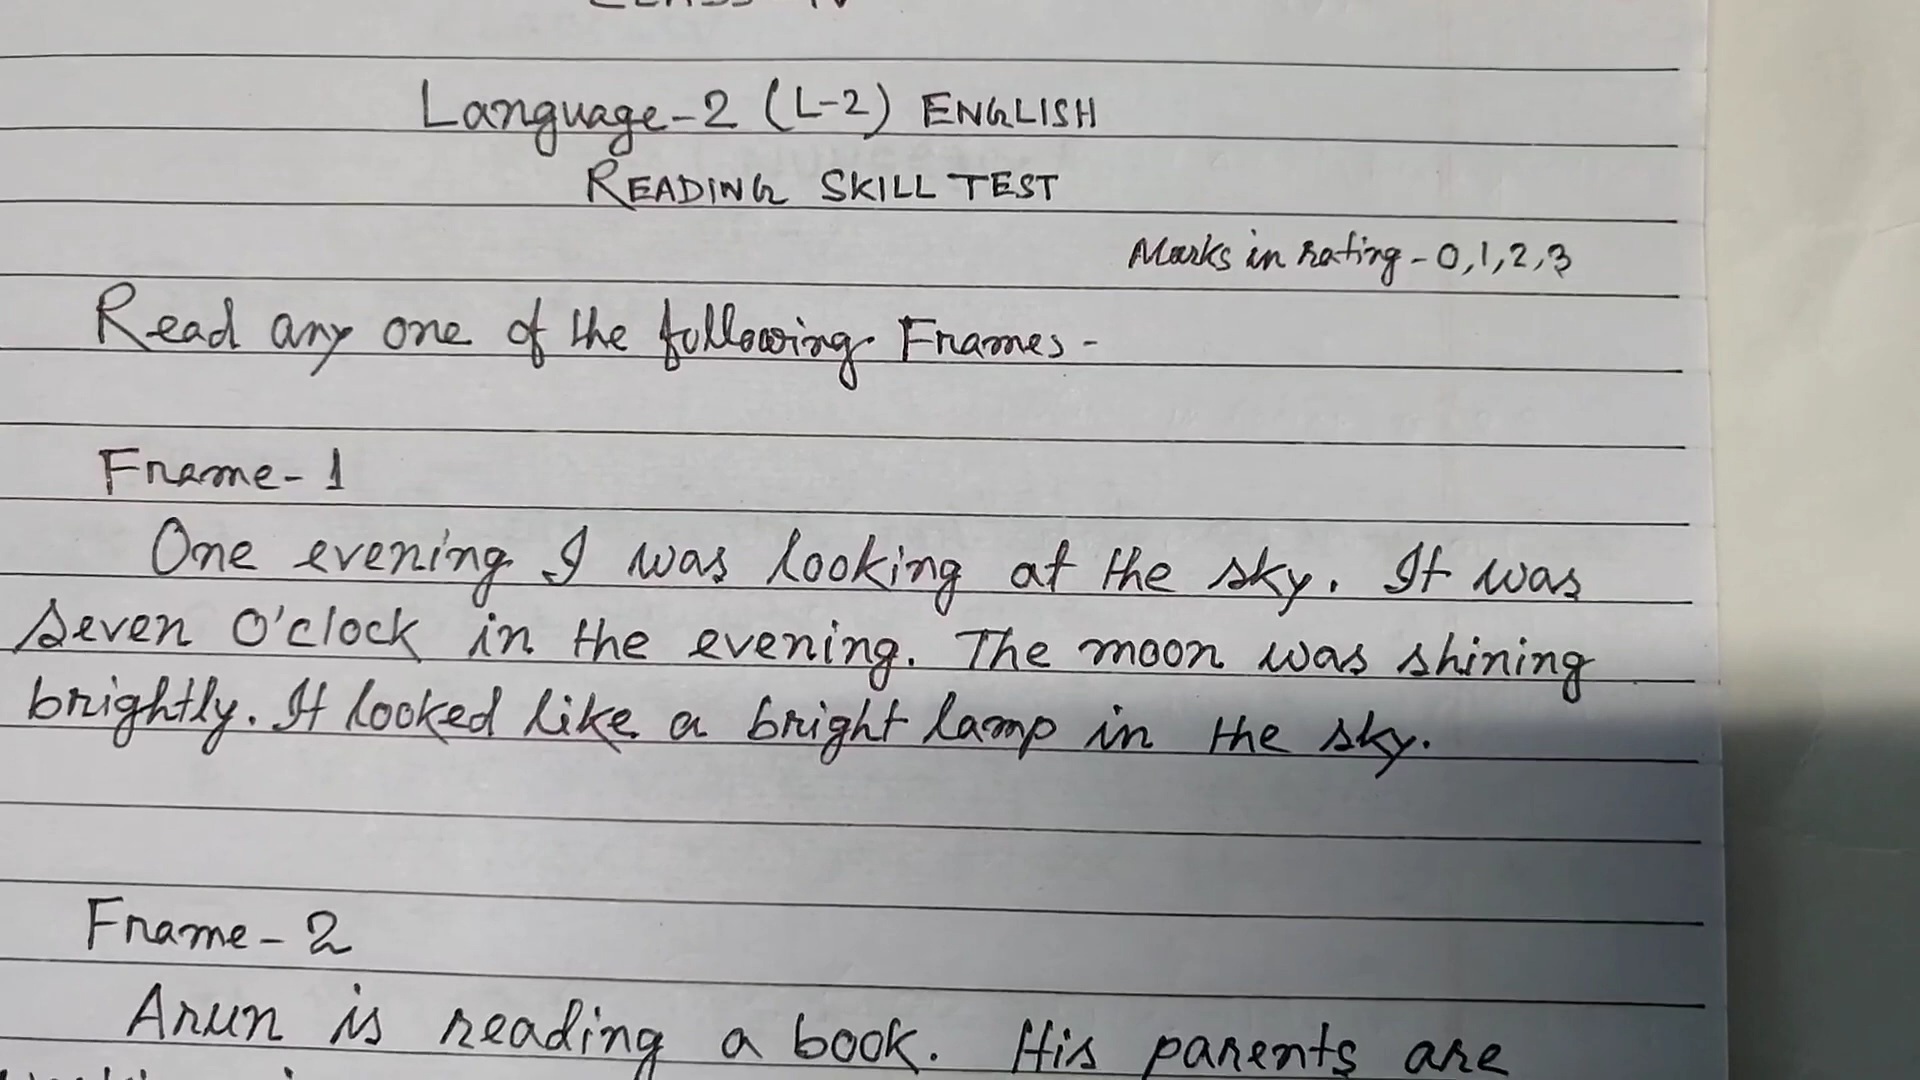 Language-2 (L-2) ENGLISH
READING SKILL TEST
Marks in rating - 0,1,2,3
Read any one of the following Frames-
Frame-1
One evening I was looking at the sky. It was
seven o'clock in the evening. The moon was shining
brightly. It looked like a bright lamp in the sky.
Frame-2
Arun is reading a book. His parents are